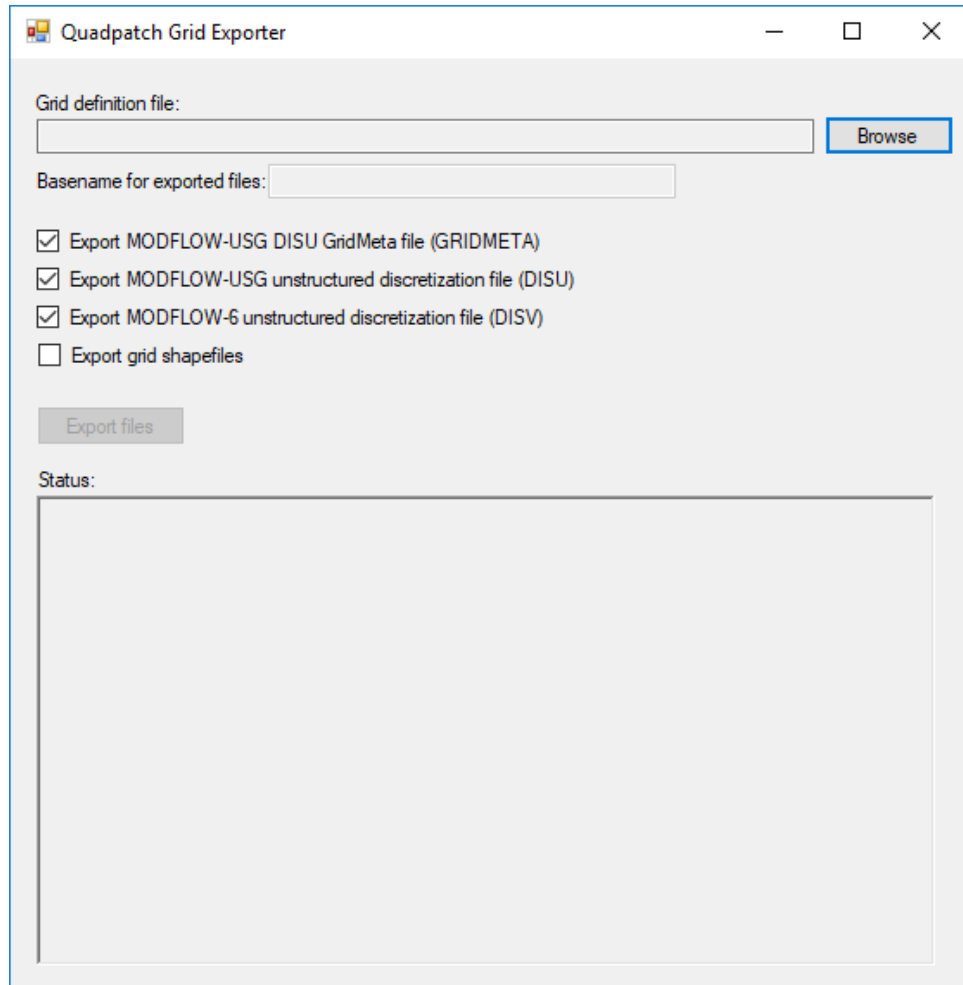 Quadpatch Grid Exporter
Grid definition file:
Browse
Basename for exported files:
Export MODFLOW-USG DISU GridMeta file (GRIDMETA)
Export MODFLOW-USG unstructured discretization file (DISU)
Export MODFLOW-6 unstructured discretization file (DISV)
Export grid shapefiles
Export files
Status: